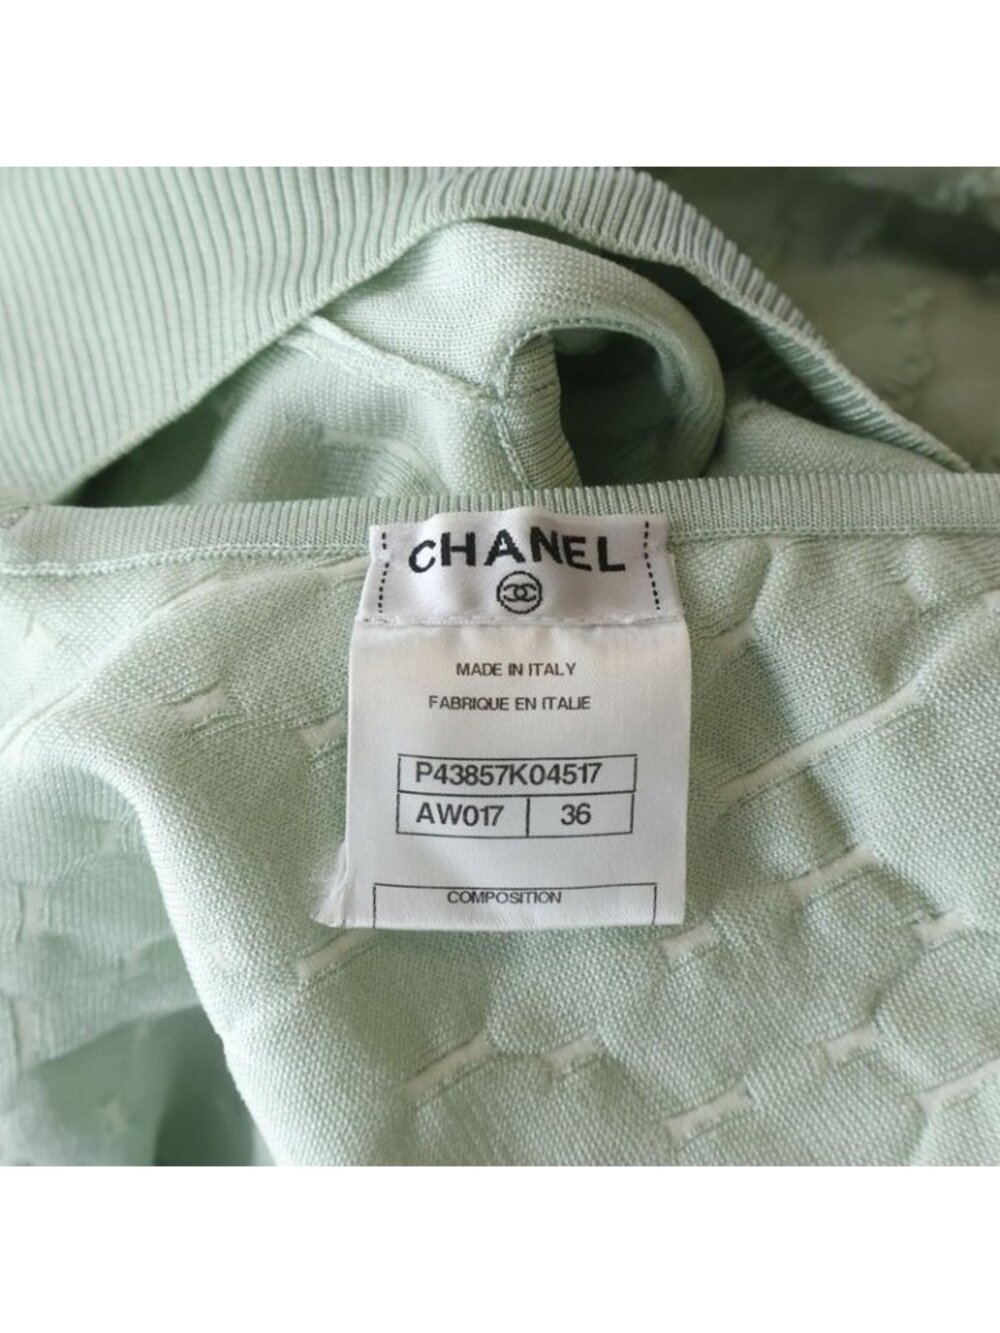 CHANEL
MADE IN ITALY
FABRIQUE EN ITALIE
P43857K04517
AW017 36
COMPOSITION